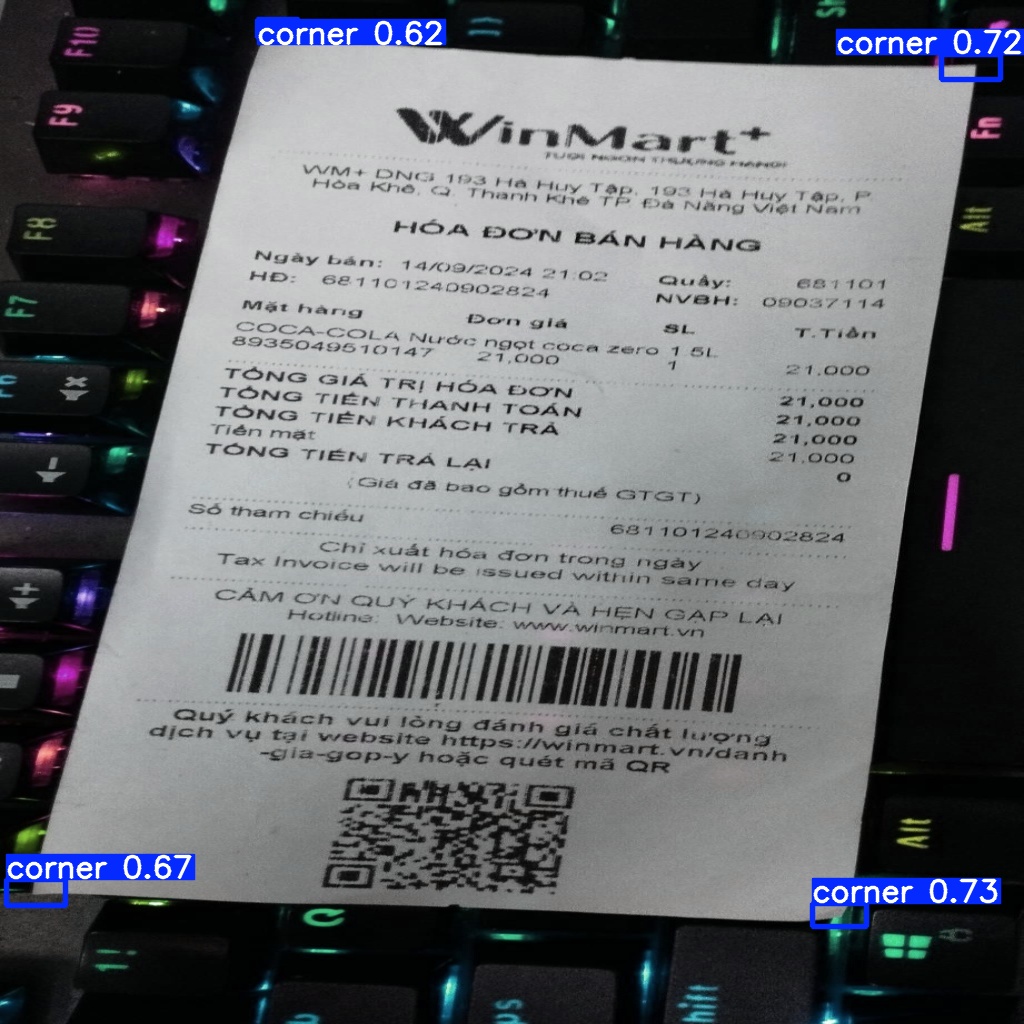 corner 0.62
corner 0.72
WinMart+
TƯƠI NGON THƯỢNG HẠNG!
WM+ DNG 193 Hà Huy Tập, 193 Hà Huy Tập, P.
Hòa Khê, Q. Thanh Khê TP. Đà Nẵng Việt Nam
HÓA ĐƠN BÁN HÀNG
Ngày bán: 14/09/2024 21:02 Quầy: 681101
HĐ: 681101240902824 NVBH: 09037114
Mặt hàng Đơn giá SL T.Tiền
COCA-COLA Nước ngọt coca zero 1.5L
8935049510147 21,000 1 21,000
TỔNG GIÁ TRỊ HÓA ĐƠN 21,000
TỔNG TIỀN THANH TOÁN 21,000
TỔNG TIỀN KHÁCH TRẢ 21,000
Tiền mặt 21,000
TỔNG TIỀN TRẢ LẠI 0
(Giá đã bao gồm thuế GTGT)
Số tham chiếu 681101240902824
Chỉ xuất hóa đơn trong ngày
Tax Invoice will be issued within same day
CẢM ƠN QUÝ KHÁCH VÀ HẸN GẶP LẠI
Hotline: Website: www.winmart.vn
Quý khách vui lòng đánh giá chất lượng
dịch vụ tại website https://winmart.vn/danh
-gia-gop-y hoặc quét mã QR
corner 0.67
corner 0.73
F10
F9
F8
F7
Fn
Alt
Alt
1!